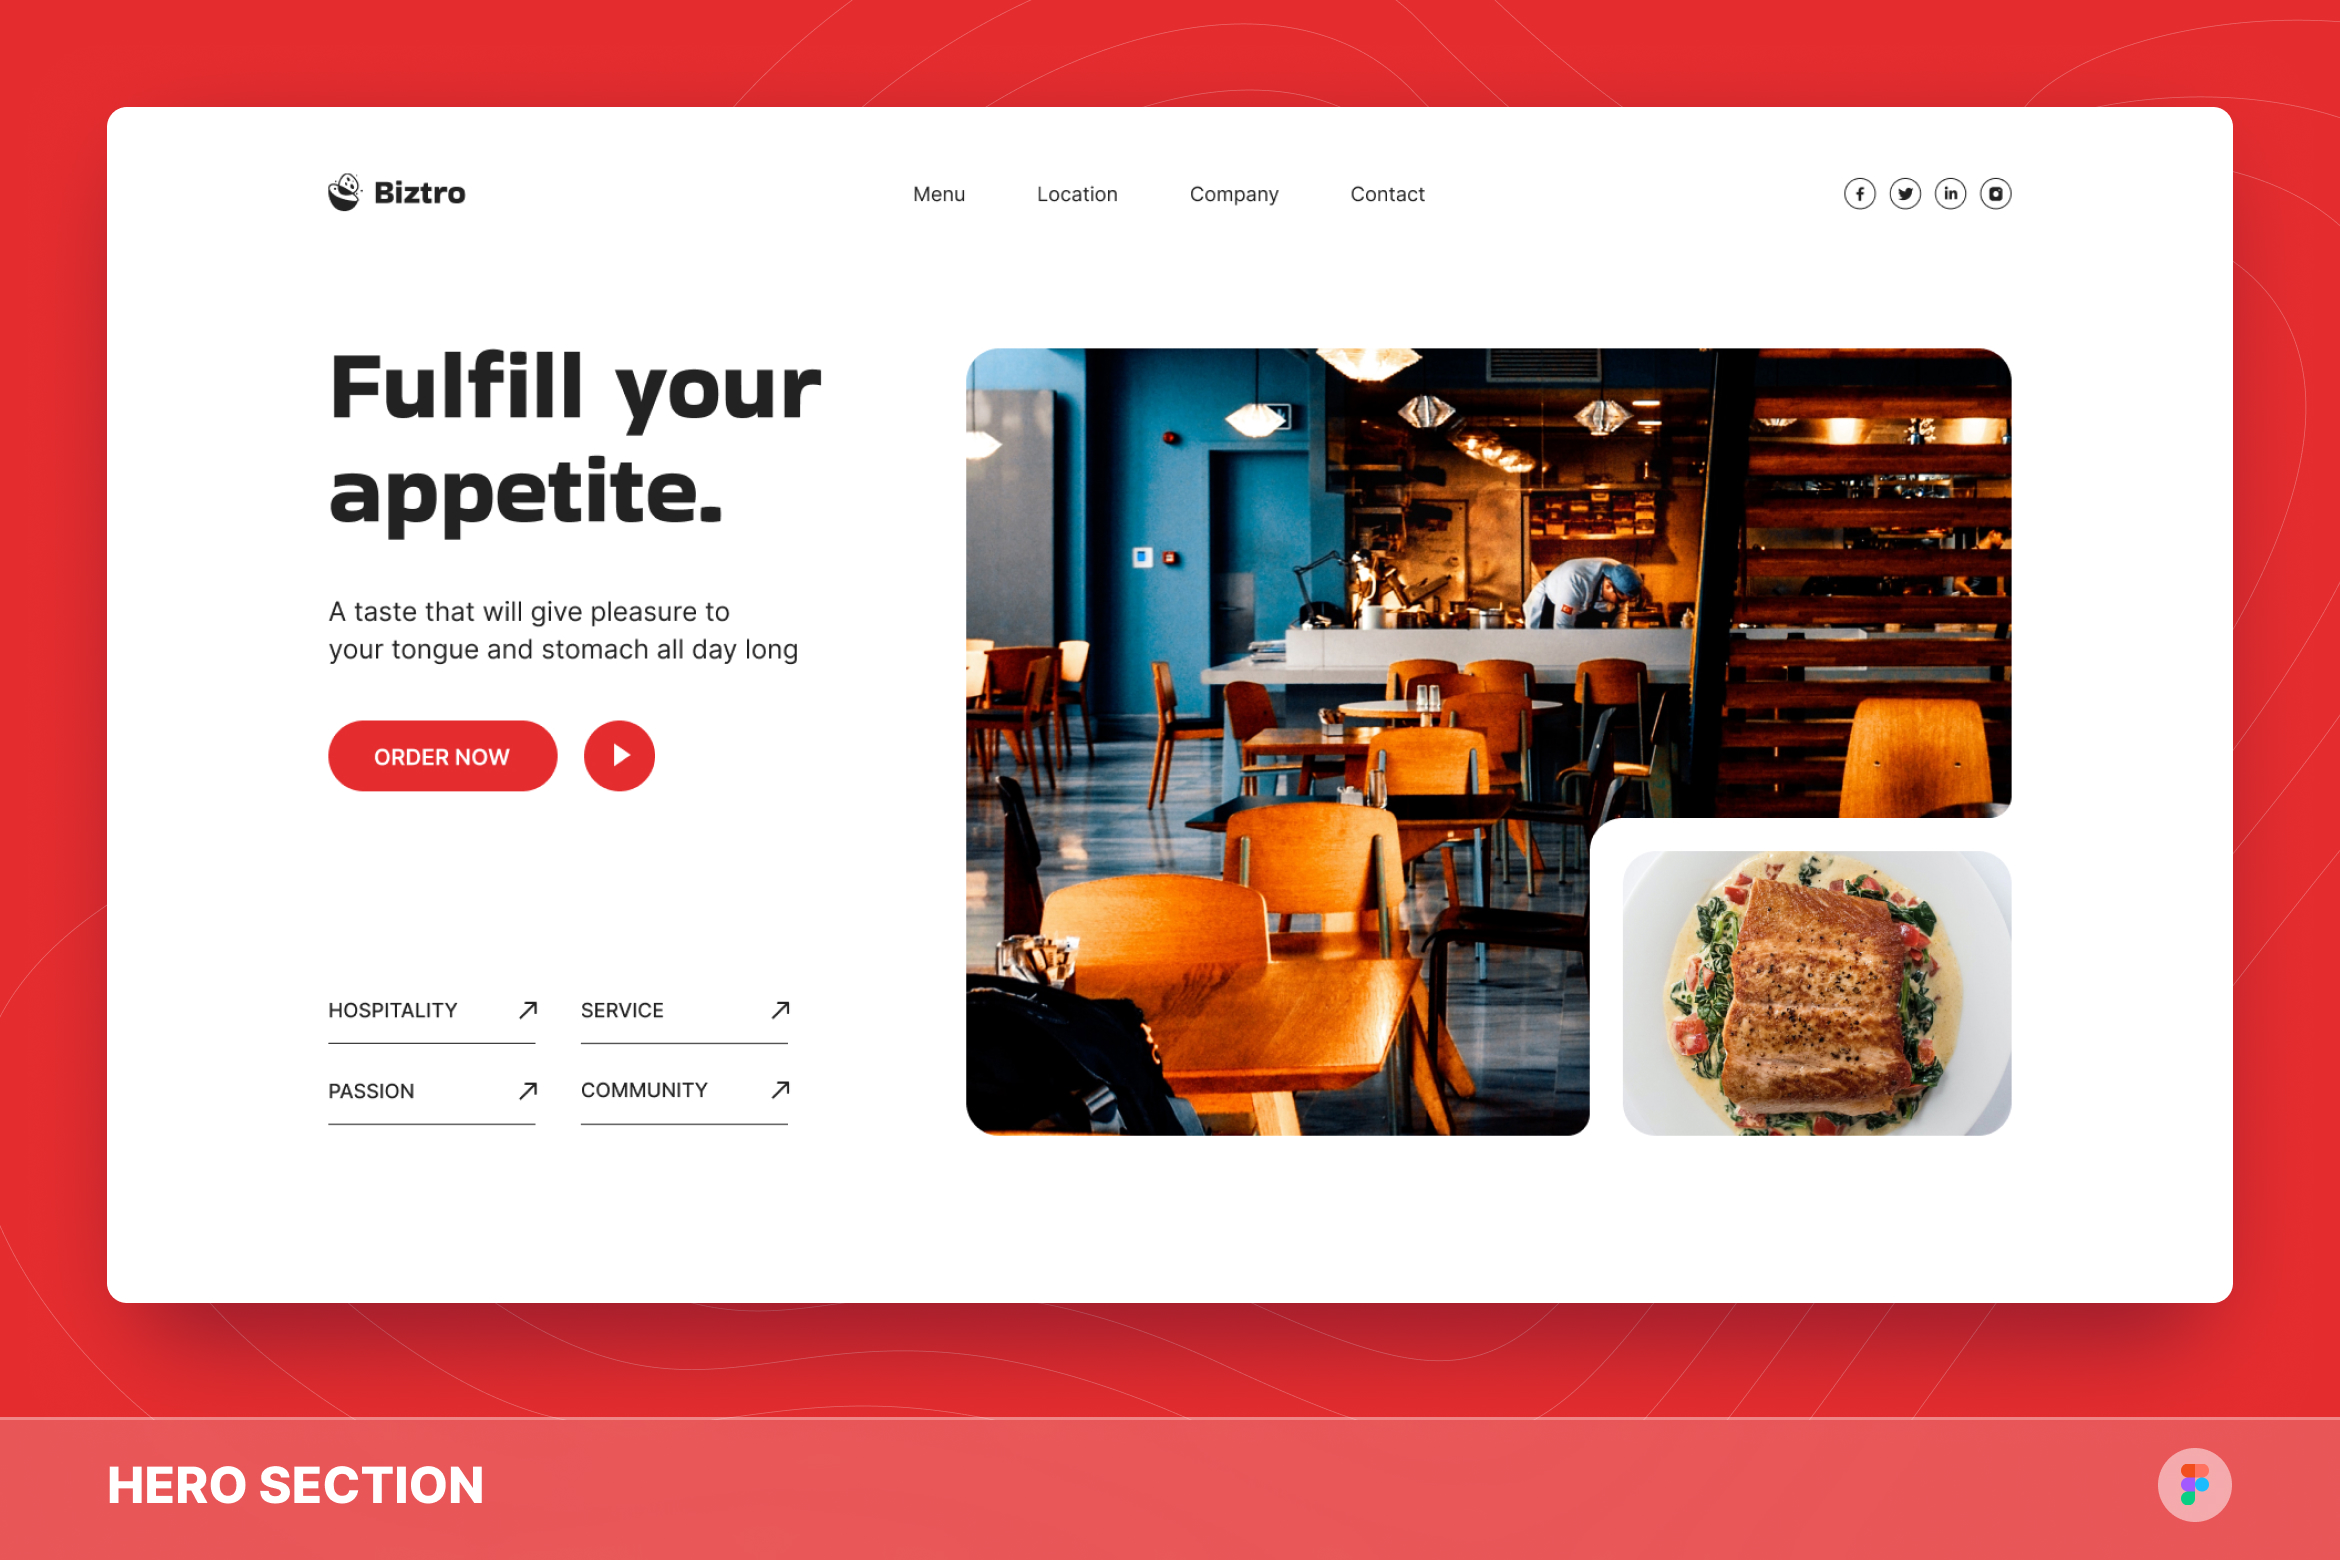 Biztro
Menu
Location
Company
Contact
Fulfill your
appetite.
A taste that will give pleasure to
your tongue and stomach all day long
ORDER NOW
HOSPITALITY
SERVICE
PASSION
COMMUNITY
HERO SECTION